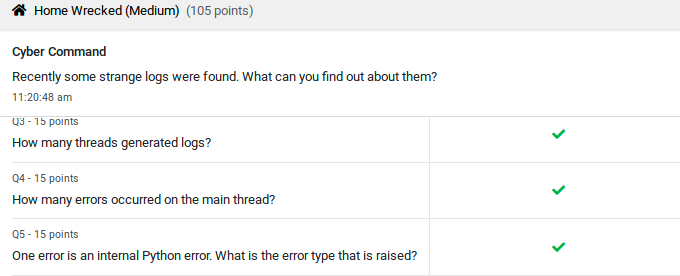 Home Wrecked (Medium) (105 points)
Cyber Command
Recently some strange logs were found. What can you find out about them?
11:20:48 am
Q3 - 15 points
How many threads generated logs?
Q4 - 15 points
How many errors occurred on the main thread?
Q5 - 15 points
One error is an internal Python error. What is the error type that is raised?